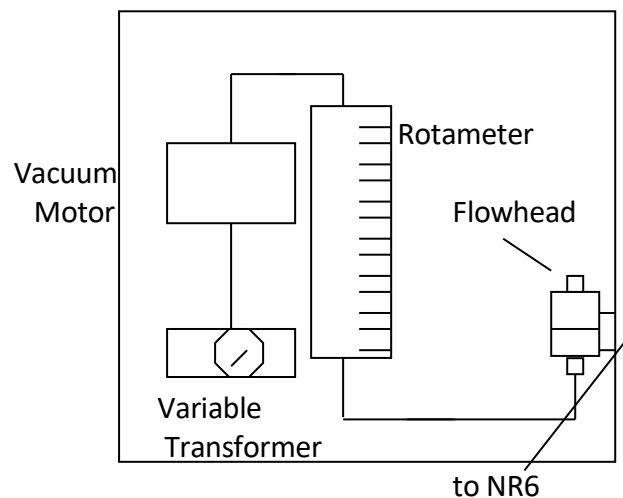 Rotameter
Vacuum
Motor
Flowhead
Variable
Transformer
to NR6